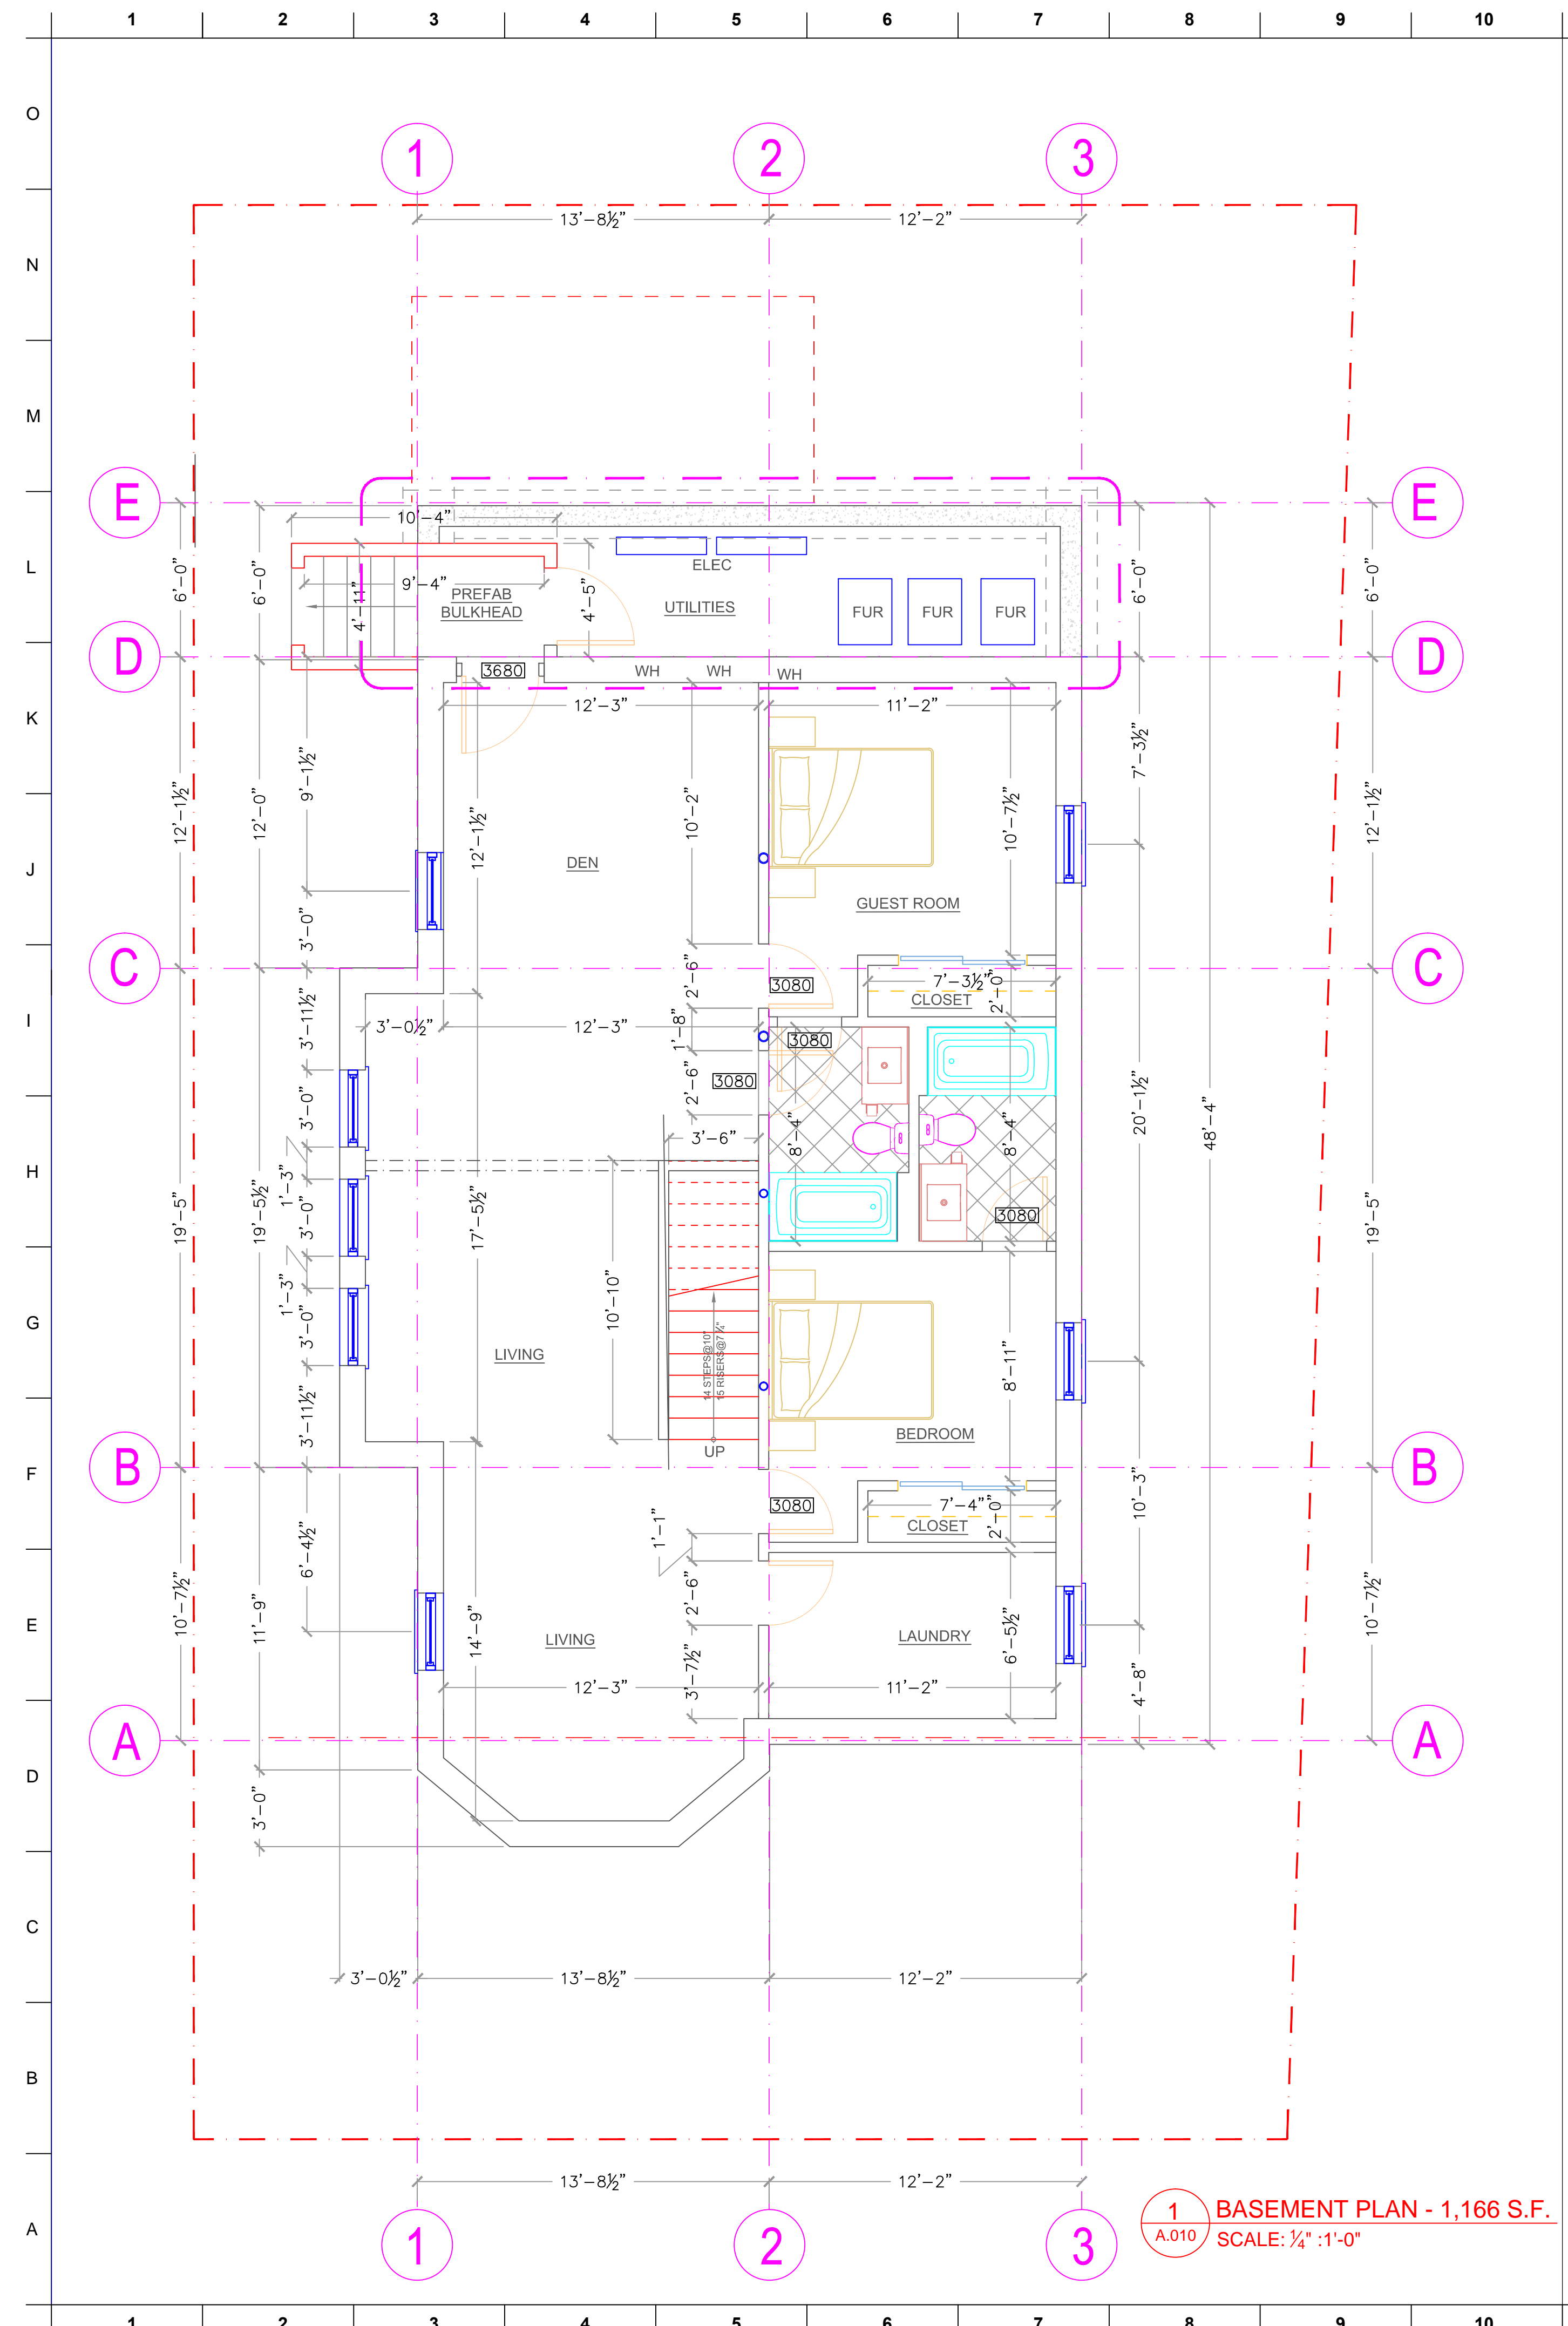 1 2 3 4 5 6 7 8 9 10
O
1 2 3
13'-8½" 12'-2"
N
M
E E
10'-4"
L
ELEC
6'-0" 6'-0" 9'-4" 4'-11" 4'-5" 6'-0" 6'-0"
PREFAB
BULKHEAD
UTILITIES
FUR FUR FUR
D D
3680 WH WH WH
12'-3" 11'-2"
K
9'-1½" 7'-3½"
12'-1½" 12'-0" 12'-1½" 10'-2" 10'-7½" 12'-1½"
J
DEN
GUEST ROOM
3'-0"
C C
2'-6" 3080 7'-3½" 2'-0"
CLOSET
I
3'-11½" 3'-0½" 12'-3" 1'-8" 3080
2'-6" 3080
3'-0" 20'-1½" 48'-4"
3'-6" 8'-4" 8'-4"
H
1'-3"
19'-5" 19'-5½" 3'-0" 17'-5½" 3080 19'-5"
1'-3" 10'-10"
G
3'-0"
LIVING
14 STEPS@10"
15 RISERS@7¼"
8'-11"
3'-11½"
BEDROOM
UP
B B
F
10'-3"
3080 7'-4" 2'-0"
CLOSET
1'-1"
6'-4½"
10'-7½" 11'-9" 2'-6" 10'-7½"
E
14'-9" LIVING LAUNDRY 6'-5½"
3'-7½" 4'-8"
12'-3" 11'-2"
A A
D
3'-0"
C
3'-0½" 13'-8½" 12'-2"
B
13'-8½" 12'-2"
A
1 2 3
1
A.010
BASEMENT PLAN - 1,166 S.F.
SCALE: ¼" :1'-0"
1 2 3 4 5 6 7 8 9 10